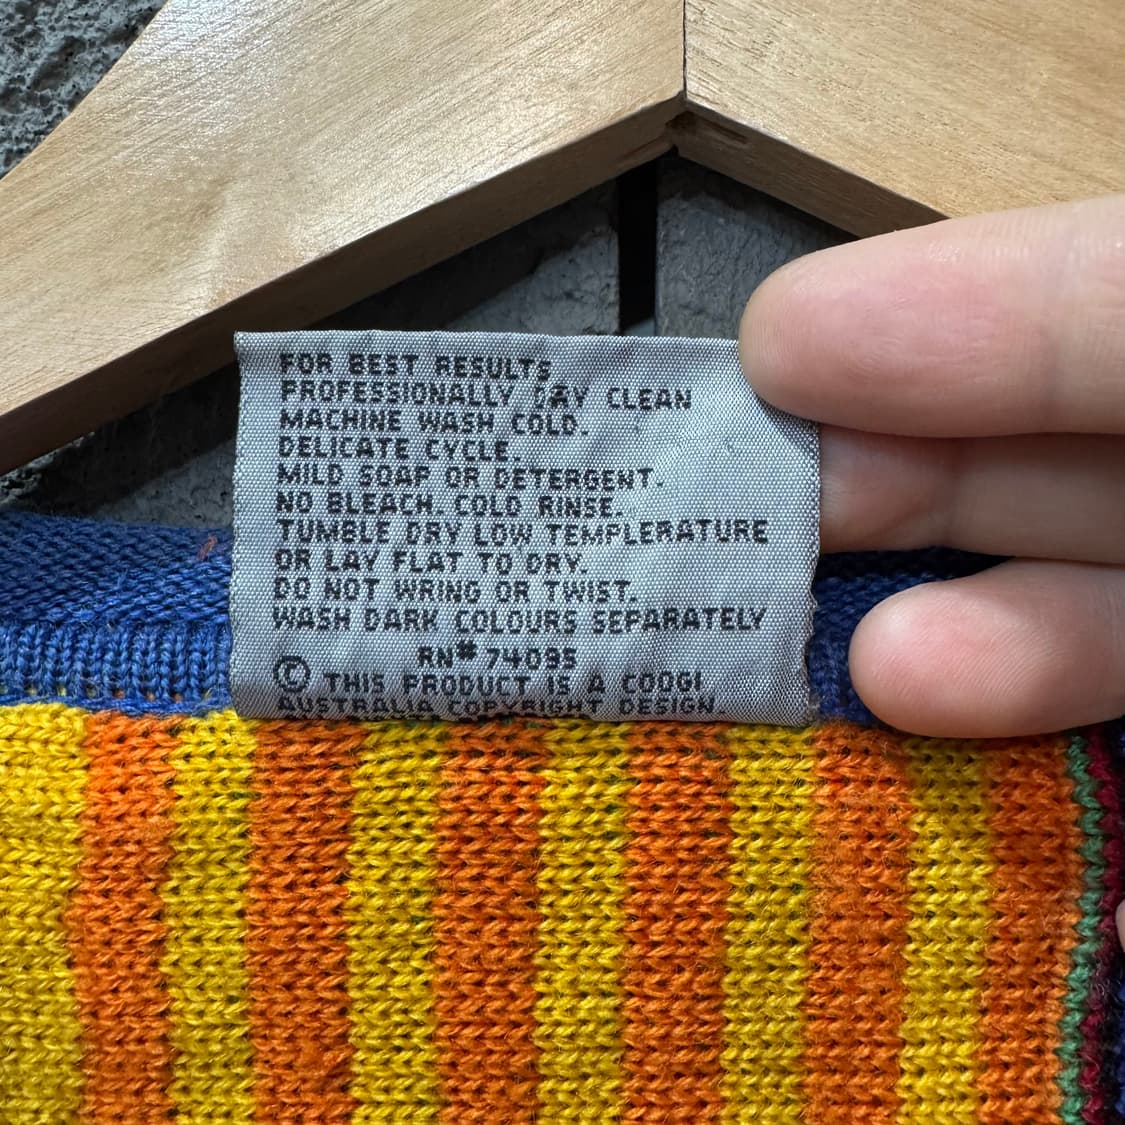 FOR BEST RESULTS
PROFESSIONALLY DAY CLEAN
MACHINE WASH COLD.
DELICATE CYCLE.
MILD SOAP OR DETERGENT.
NO BLEACH. COLD RINSE.
TUMBLE DRY LOW TEMPLERATURE
OR LAY FLAT TO DRY.
DO NOT WRING OR TWIST.
WASH DARK COLOURS SEPARATELY
RN# 74095
© THIS PRODUCT IS A COOGI
AUSTRALIA COPYRIGHT DESIGN.